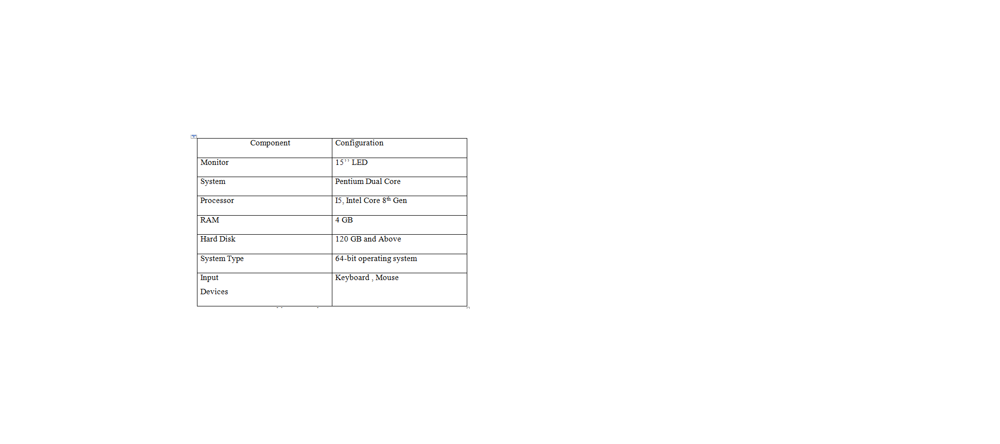 Component Configuration
Monitor 15’’ LED
System Pentium Dual Core
Processor I5, Intel Core 8th Gen
RAM 4 GB
Hard Disk 120 GB and Above
System Type 64-bit operating system
Input Keyboard , Mouse
Devices